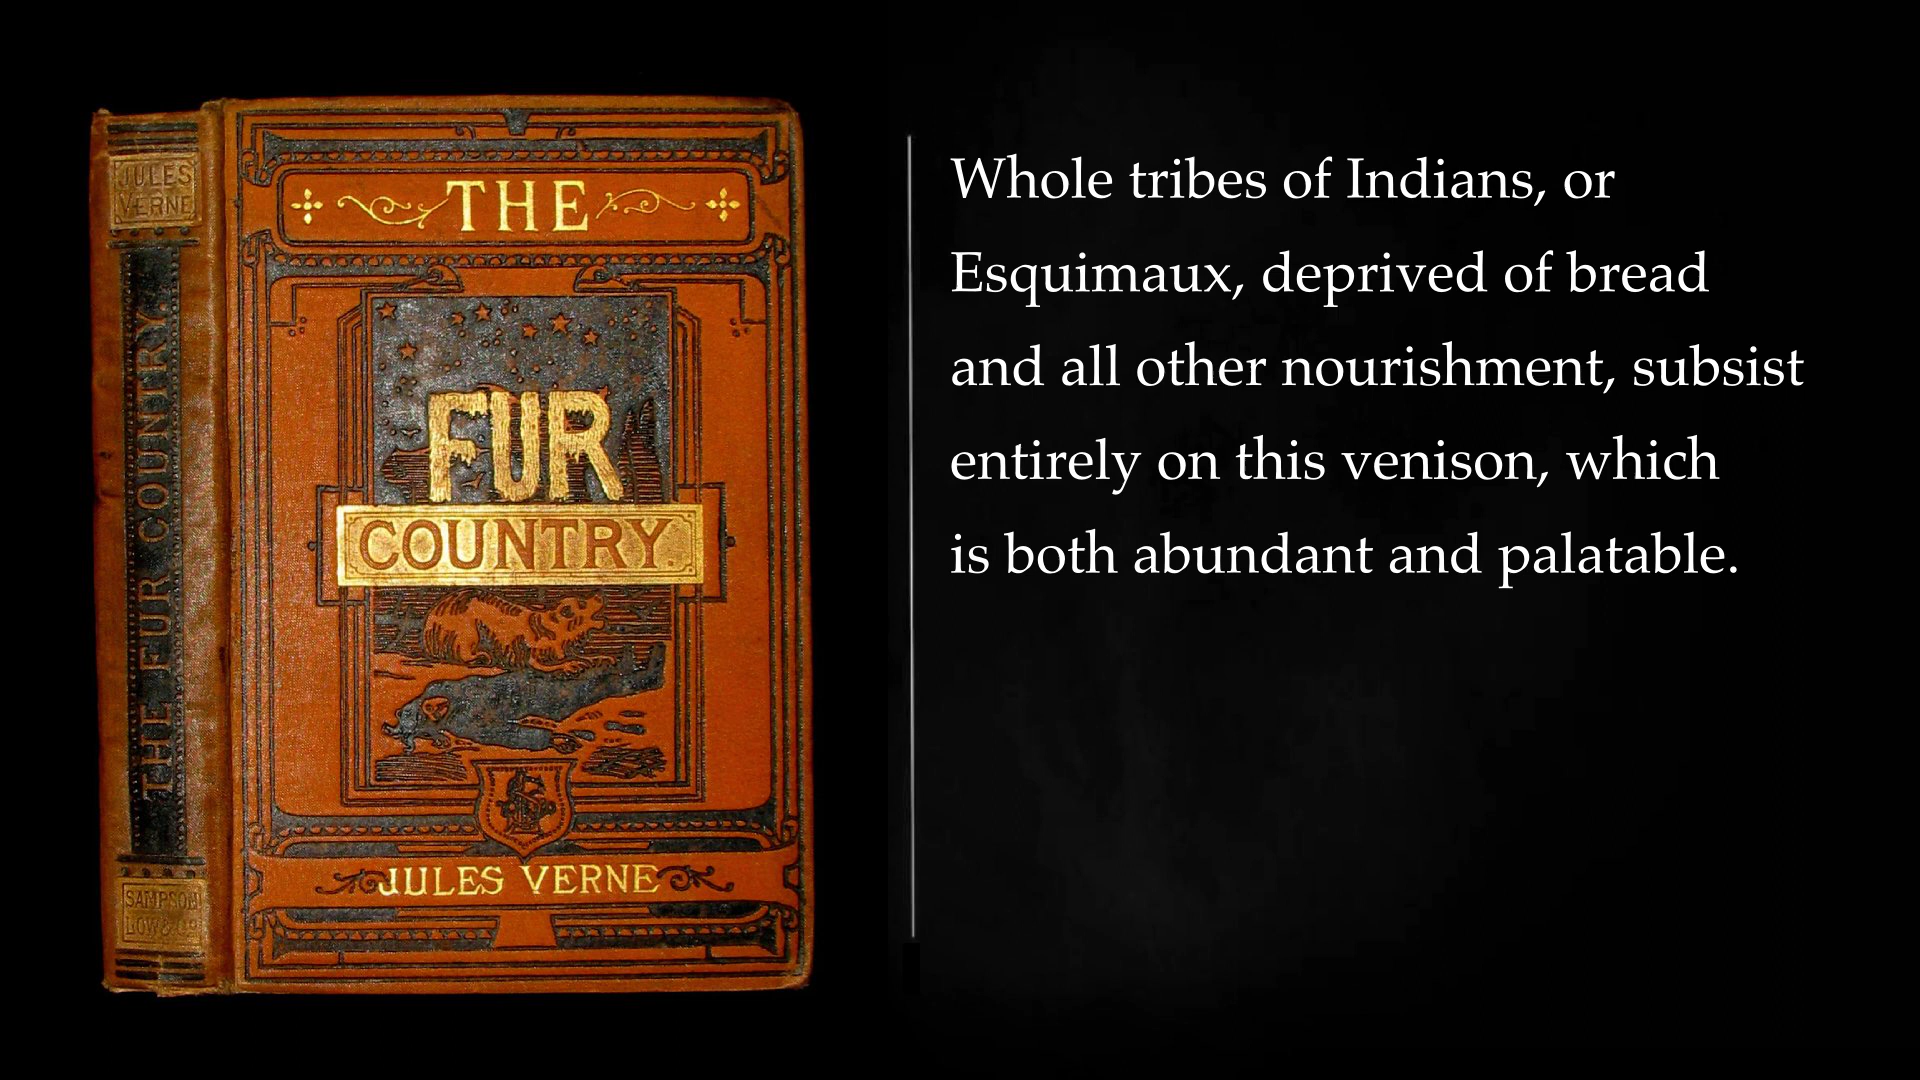 JULES
VERNE
THE FUR COUNTRY.
SAMPSON
LOW & Co
THE
FUR
COUNTRY.
JULES VERNE
Whole tribes of Indians, or
Esquimaux, deprived of bread
and all other nourishment, subsist
entirely on this venison, which
is both abundant and palatable.